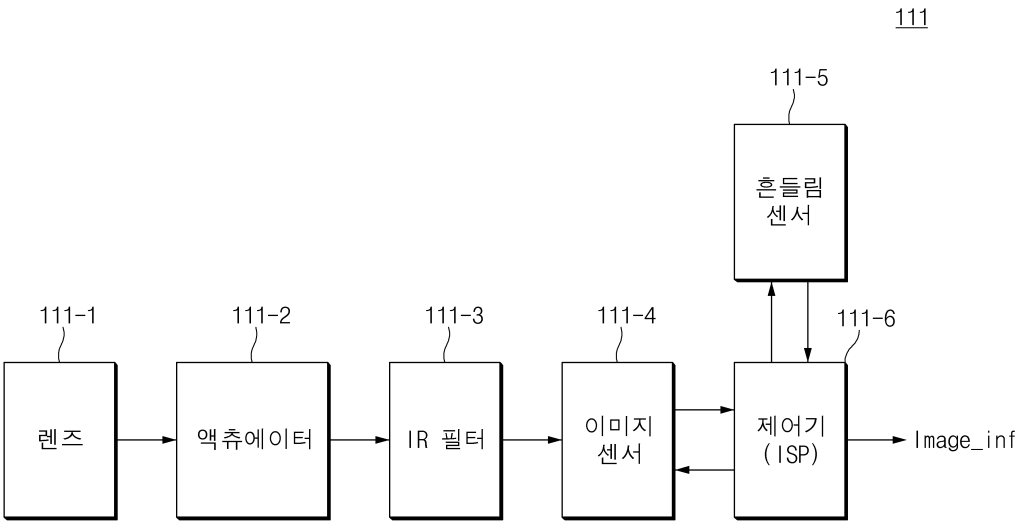 111
111-5
흔들림
센서
111-1
111-2
111-3
111-4
111-6
렌즈
액츄에이터
IR 필터
이미지
센서
제어기
(ISP)
Image_inf